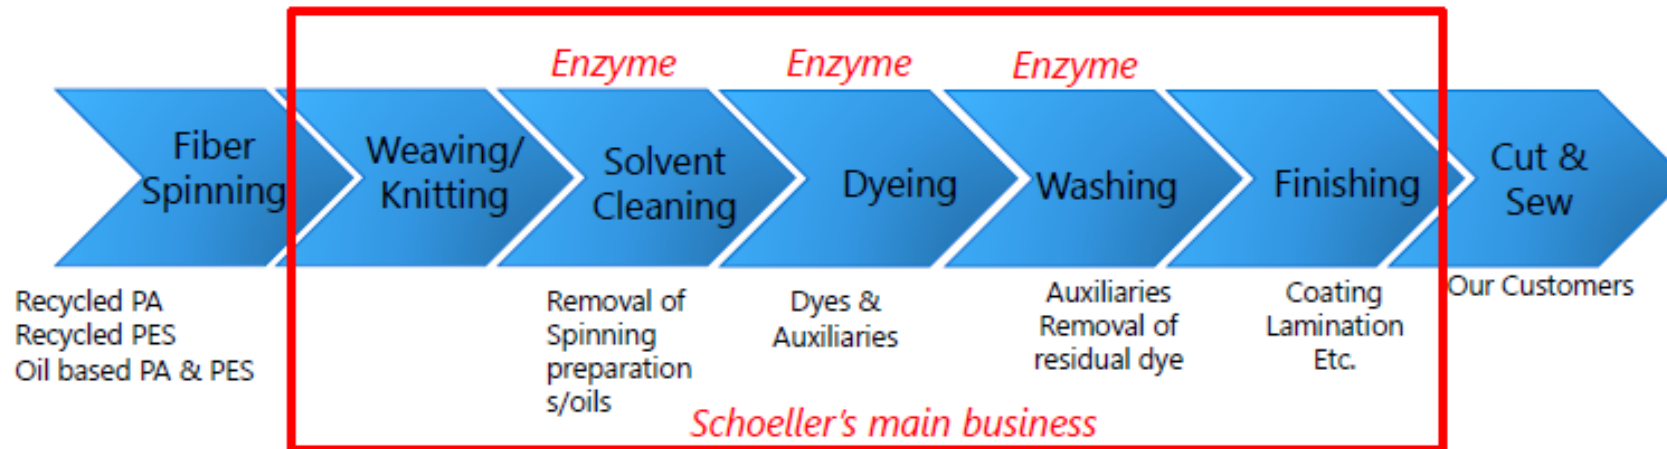 Enzyme
Enzyme
Enzyme
Fiber
Spinning
Weaving/
Knitting
Solvent
Cleaning
Dyeing
Washing
Finishing
Cut &
Sew
Recycled PA
Recycled PES
Oil based PA & PES
Removal of
Spinning
preparation
s/oils
Dyes &
Auxiliaries
Auxiliaries
Removal of
residual dye
Coating
Lamination
Etc.
Our Customers
Schoeller's main business